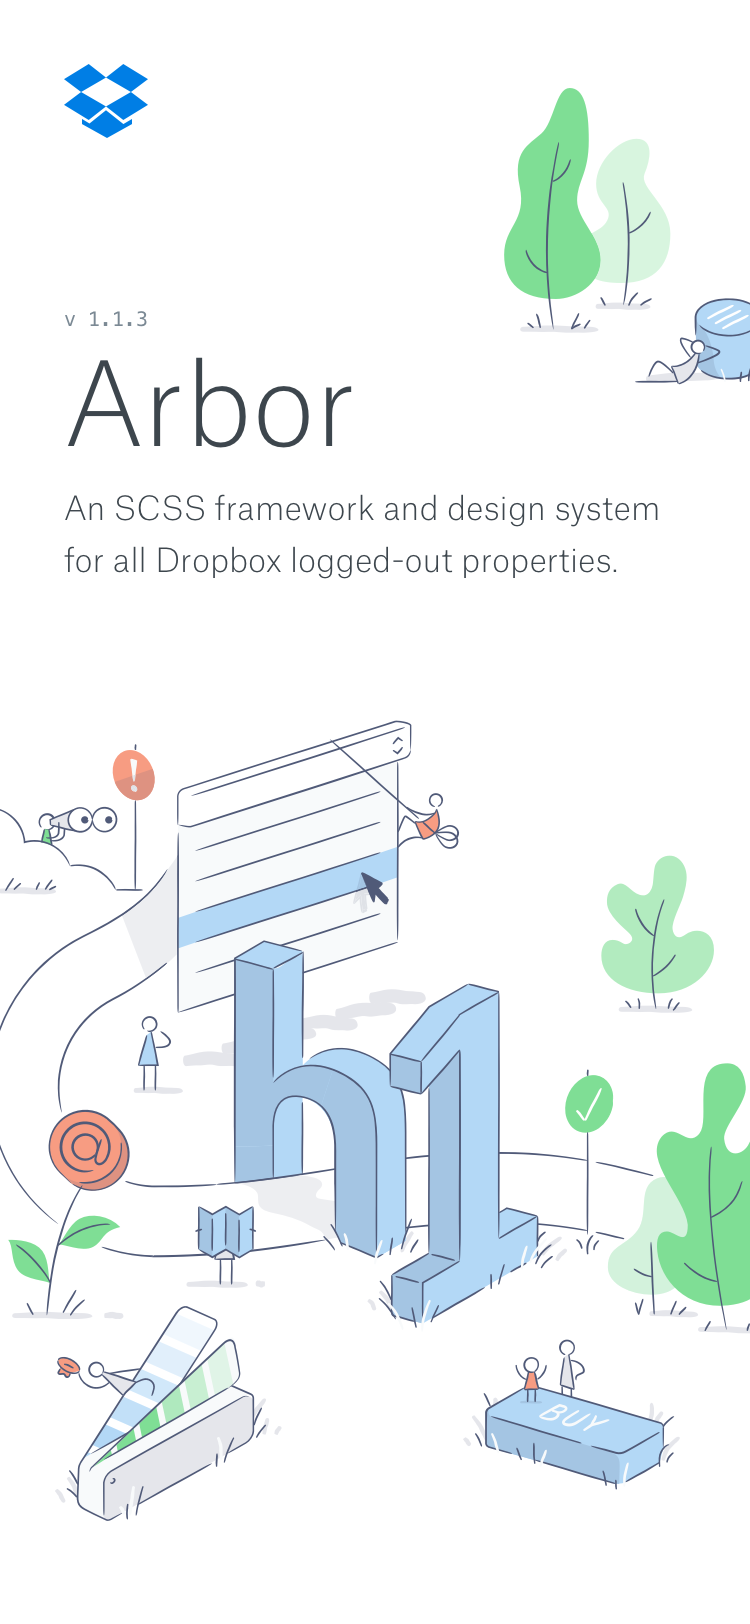 v 1.1.3
Arbor
An SCSS framework and design system
for all Dropbox logged-out properties.
!
h1
@
BUY